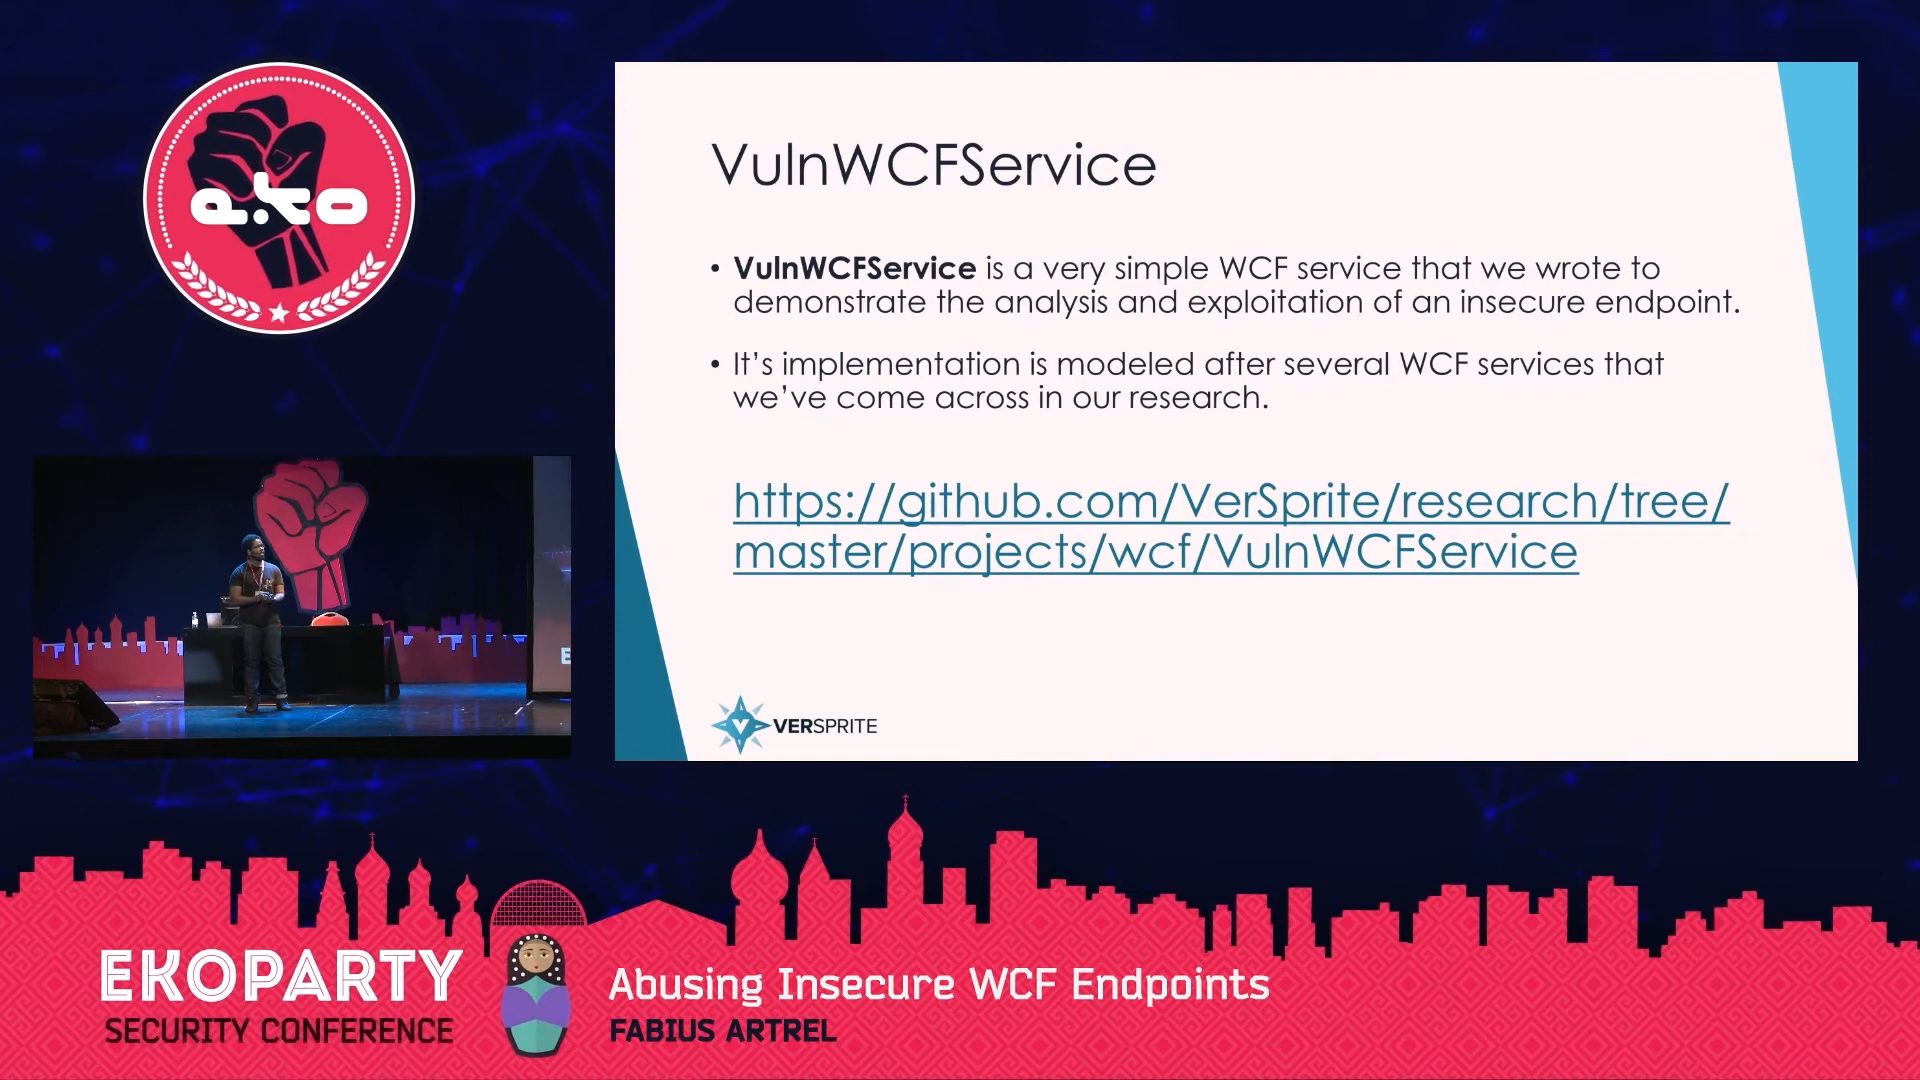 eko
VulnWCFService
• VulnWCFService is a very simple WCF service that we wrote to
demonstrate the analysis and exploitation of an insecure endpoint.
• It's implementation is modeled after several WCF services that
we've come across in our research.
https://github.com/VerSprite/research/tree/
master/projects/wcf/VulnWCFService
V
VERSPRITE
E
EKOPARTY
SECURITY CONFERENCE
Abusing Insecure WCF Endpoints
FABIUS ARTREL